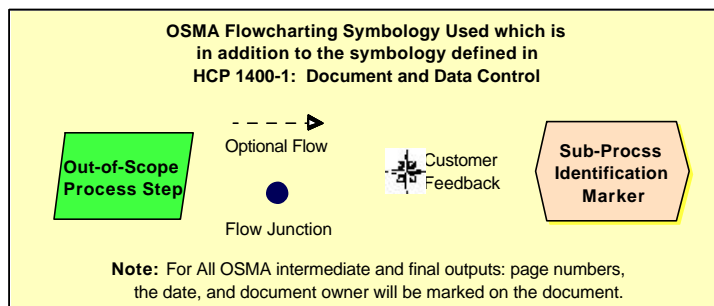 OSMA Flowcharting Symbology Used which is
in addition to the symbology defined in
HCP 1400-1: Document and Data Control
Out-of-Scope
Process Step
Optional Flow
Flow Junction
Customer
Feedback
Sub-Procss
Identification
Marker
Note: For All OSMA intermediate and final outputs: page numbers,
the date, and document owner will be marked on the document.